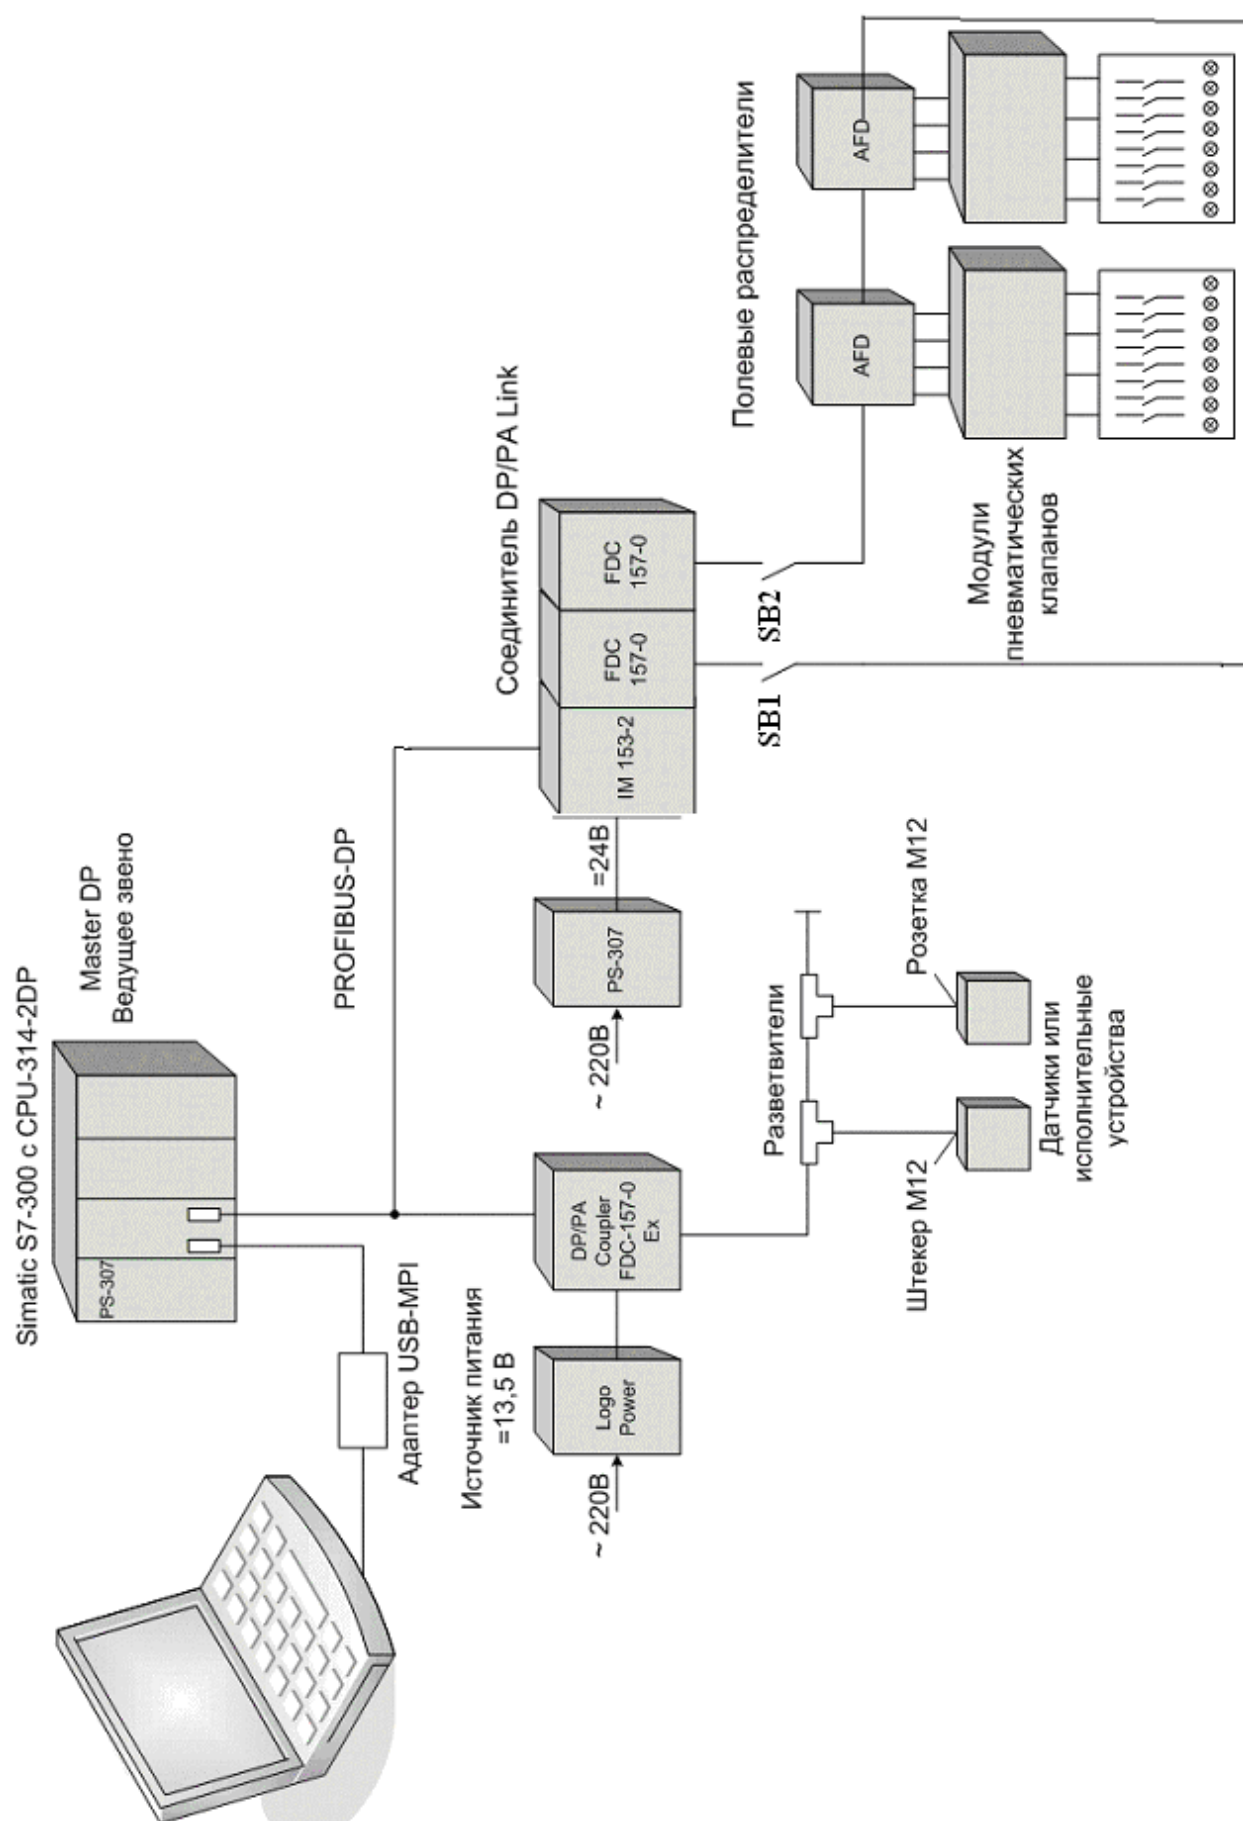 Simatic S7-300 с CPU-314-2DP
Master DP
Ведущее звено
PS-307
Адаптер USB-MPI
PROFIBUS-DP
Источник питания
=13,5 В
~ 220В
Logo
Power
DP/PA
Coupler
FDC-157-0
Ex
~ 220В
PS-307
=24В
Соединитель DP/PA Link
IM 153-2
FDC
157-0
FDC
157-0
SB1
SB2
Разветвители
Штекер М12
Розетка М12
Датчики или
исполнительные
устройства
Полевые распределители
AFD
AFD
Модули
пневматических
клапанов